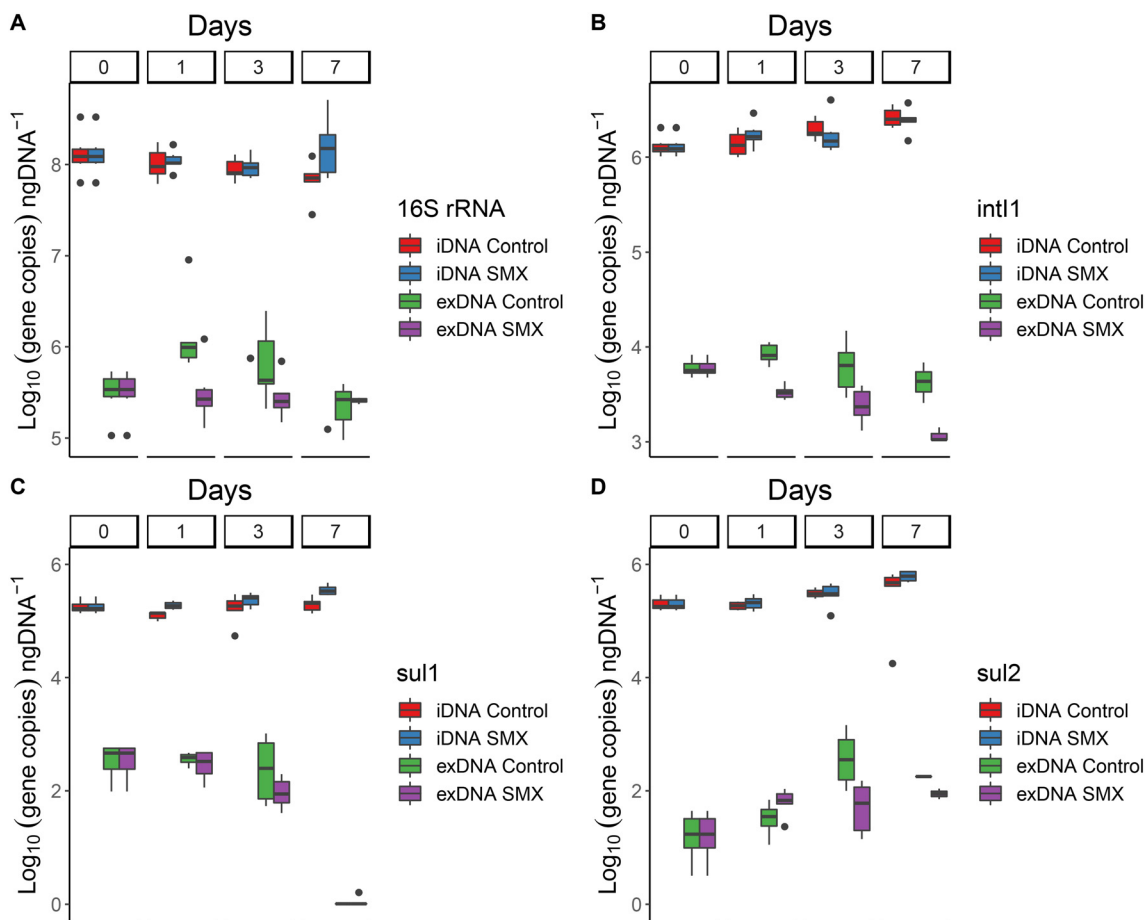 A
Days
0 1 3 7
Log10 (gene copies) ngDNA−1
8
7
6
5
16S rRNA
iDNA Control
iDNA SMX
exDNA Control
exDNA SMX
B
Days
0 1 3 7
Log10 (gene copies) ngDNA−1
6
5
4
3
intI1
iDNA Control
iDNA SMX
exDNA Control
exDNA SMX
C
Days
0 1 3 7
Log10 (gene copies) ngDNA−1
6
4
2
0
sul1
iDNA Control
iDNA SMX
exDNA Control
exDNA SMX
D
Days
0 1 3 7
Log10 (gene copies) ngDNA−1
6
4
2
0
sul2
iDNA Control
iDNA SMX
exDNA Control
exDNA SMX